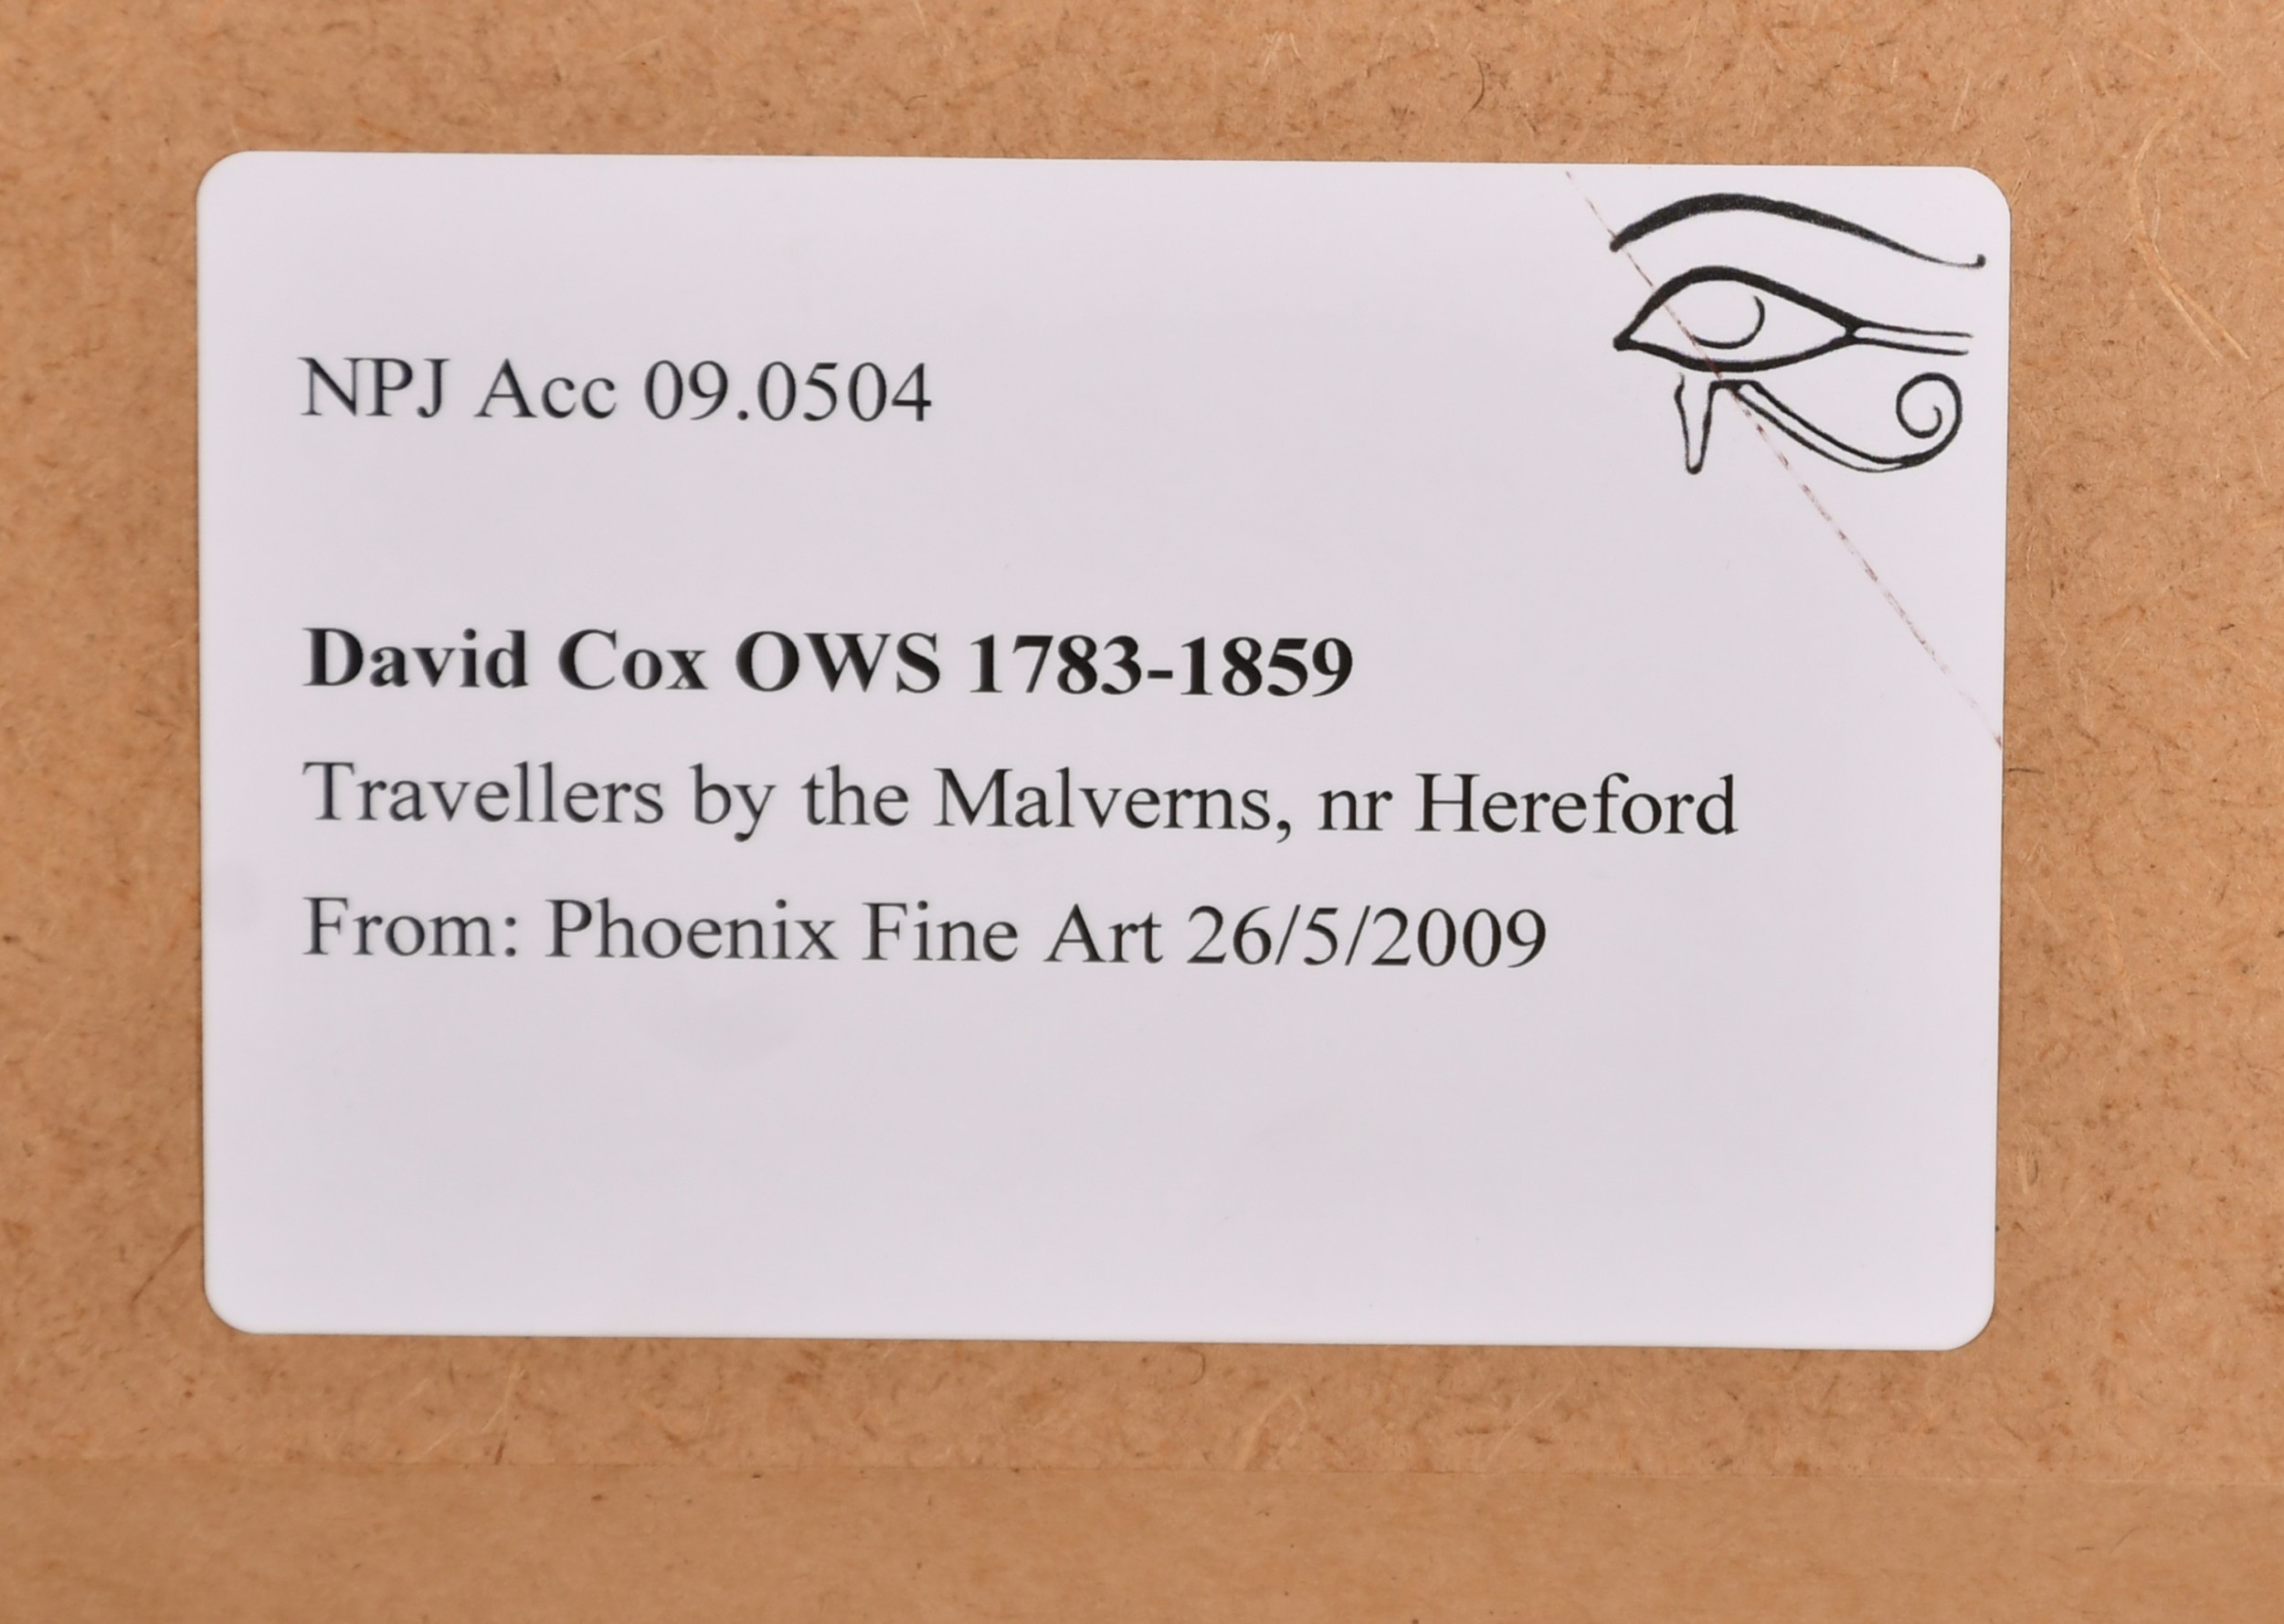 NPJ Acc 09.0504
David Cox OWS 1783-1859
Travellers by the Malverns, nr Hereford
From: Phoenix Fine Art 26/5/2009